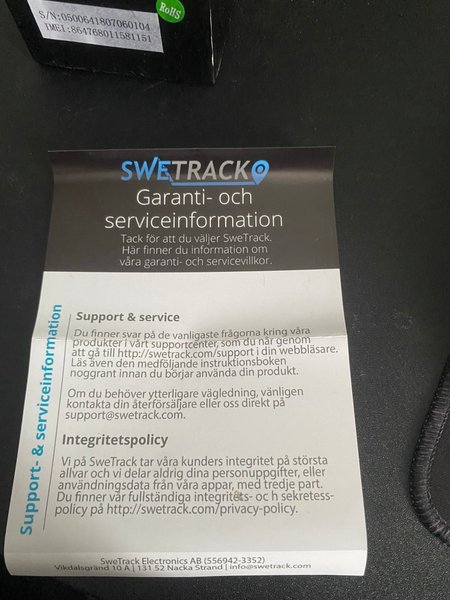 RoHS
S/N:0500641807060104
IMEI:864768011581151
SWETRACK
Garanti- och
serviceinformation
Tack för att du väljer SweTrack.
Här finner du information om
våra garanti- och servicevillkor.
Support- & serviceinformation
Support & service
Du finner svar på de vanligaste frågorna kring våra
produkter i vårt supportcenter, som du når genom
att gå till http://swetrack.com/support i din webbläsare.
Läs även den medföljande instruktionsboken
noggrant innan du börjar använda din produkt.
Om du behöver ytterligare vägledning, vänligen
kontakta din återförsäljare eller oss direkt på
support@swetrack.com.
Integritetspolicy
Vi på SweTrack tar våra kunders integritet på största
allvar och vi delar aldrig dina personuppgifter, eller
användningsdata från våra appar, med tredje part.
Du finner vår fullständiga integritets- och sekretess-
policy på http://swetrack.com/privacy-policy.
SweTrack Electronics AB (556942-3352)
Vikdalsgränd 10 A | 131 52 Nacka Strand | info@swetrack.com